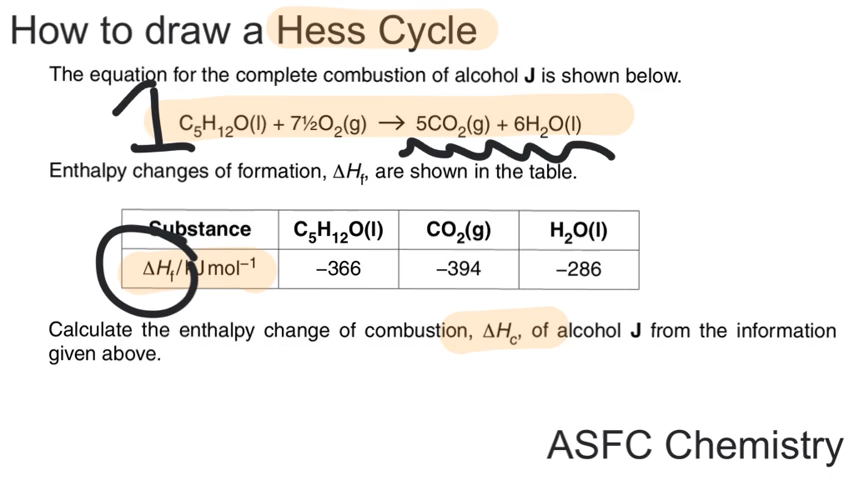 How to draw a Hess Cycle
The equation for the complete combustion of alcohol J is shown below.
1
C₅H₁₂O(l) + 7½O₂(g) → 5CO₂(g) + 6H₂O(l)
Enthalpy changes of formation, ΔHf, are shown in the table.
Substance C₅H₁₂O(l) CO₂(g) H₂O(l)
ΔHf/kJ mol⁻¹ –366 –394 –286
Calculate the enthalpy change of combustion, ΔHc, of alcohol J from the information
given above.
ASFC Chemistry